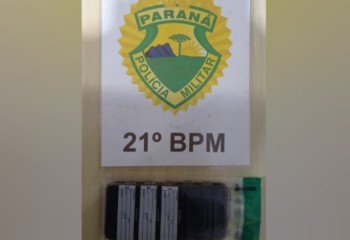 PARANÁ
POLÍCIA MILITAR
21º BPM